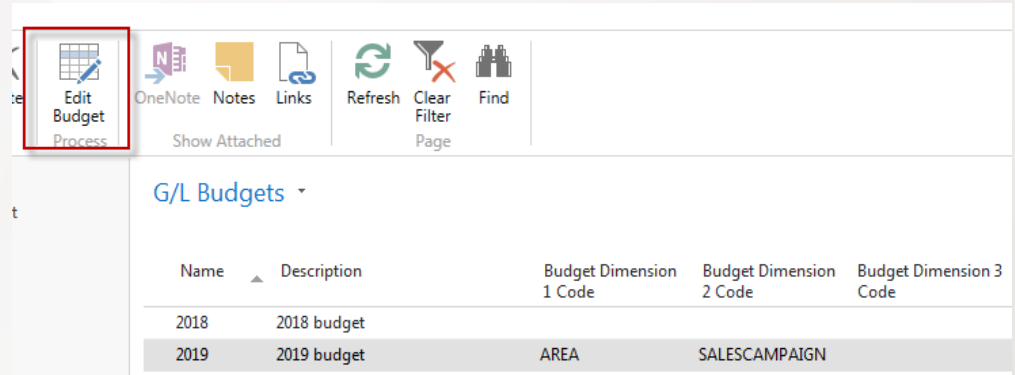 Edit
Budget
Process
OneNote Notes Links
Show Attached
Refresh Clear
Filter
Find
Page
G/L Budgets
Name Description Budget Dimension
1 Code Budget Dimension
2 Code Budget Dimension 3
Code
2018 2018 budget
2019 2019 budget AREA SALESCAMPAIGN